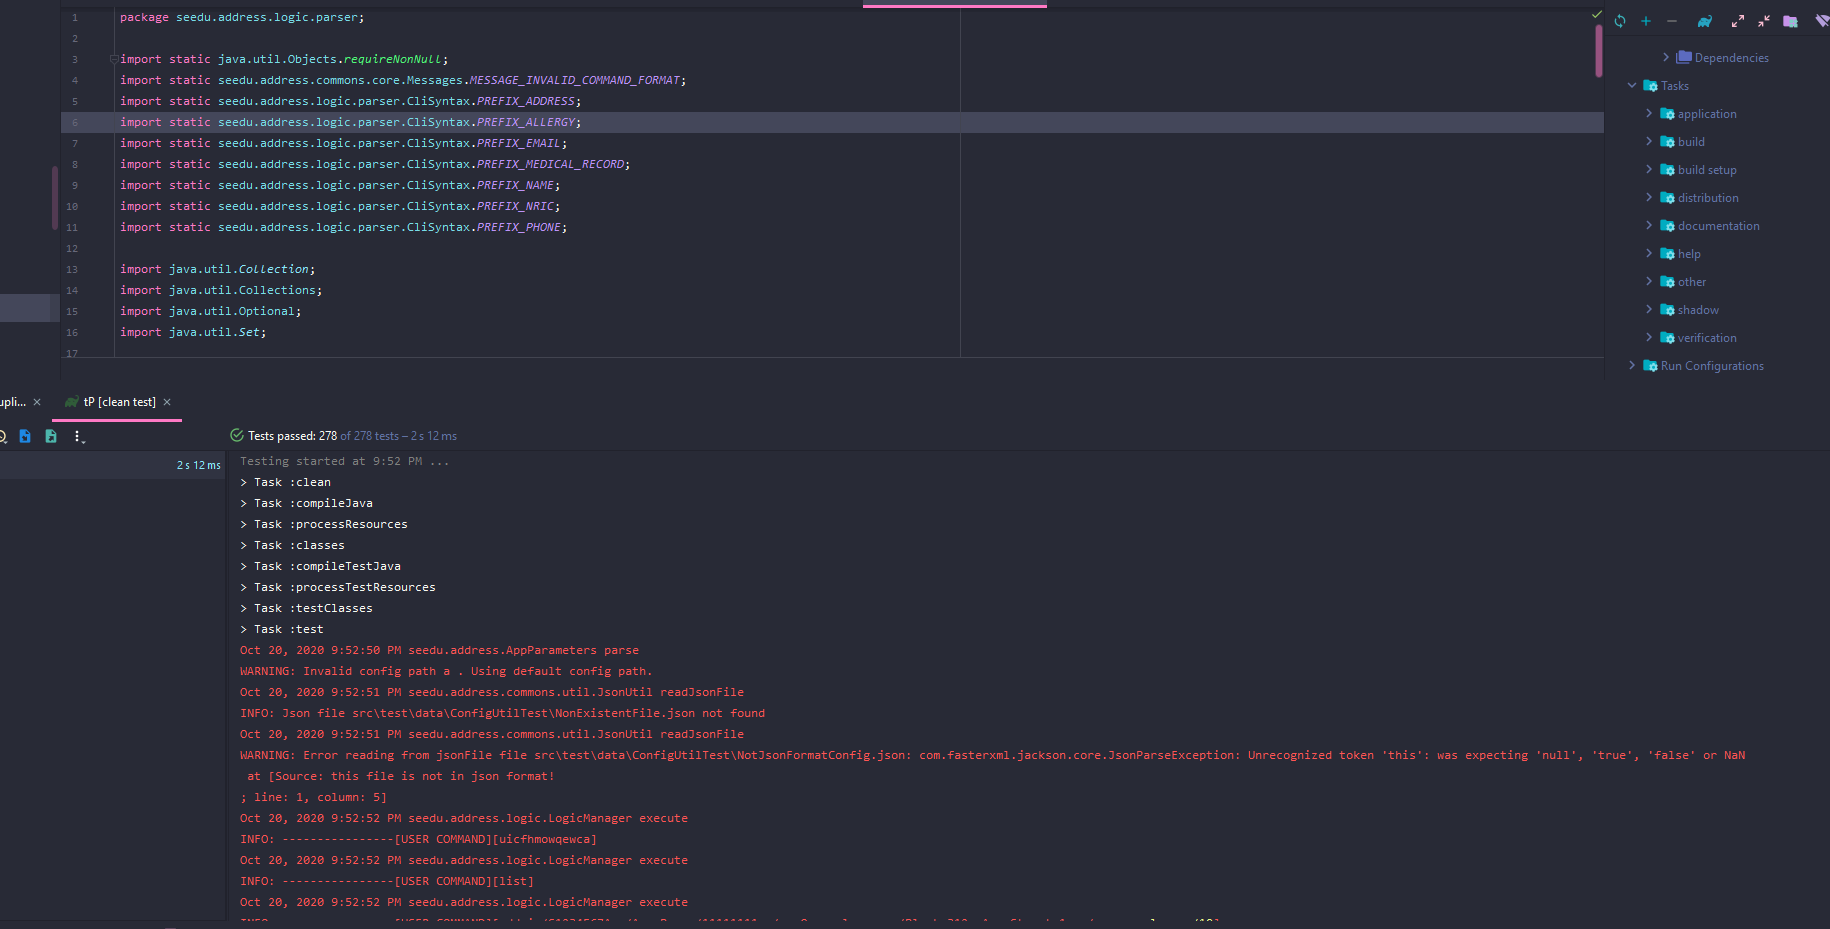 1 package seedu.address.logic.parser;
2
3 import static java.util.Objects.requireNonNull;
4 import static seedu.address.commons.core.Messages.MESSAGE_INVALID_COMMAND_FORMAT;
5 import static seedu.address.logic.parser.CliSyntax.PREFIX_ADDRESS;
6 import static seedu.address.logic.parser.CliSyntax.PREFIX_ALLERGY;
7 import static seedu.address.logic.parser.CliSyntax.PREFIX_EMAIL;
8 import static seedu.address.logic.parser.CliSyntax.PREFIX_MEDICAL_RECORD;
9 import static seedu.address.logic.parser.CliSyntax.PREFIX_NAME;
10 import static seedu.address.logic.parser.CliSyntax.PREFIX_NRIC;
11 import static seedu.address.logic.parser.CliSyntax.PREFIX_PHONE;
12
13 import java.util.Collection;
14 import java.util.Collections;
15 import java.util.Optional;
16 import java.util.Set;
17
Dependencies
Tasks
application
build
build setup
distribution
documentation
help
other
shadow
verification
Run Configurations
upli... tP [clean test]
Tests passed: 278 of 278 tests – 2 s 12 ms
2 s 12 ms
Testing started at 9:52 PM ...
> Task :clean
> Task :compileJava
> Task :processResources
> Task :classes
> Task :compileTestJava
> Task :processTestResources
> Task :testClasses
> Task :test
Oct 20, 2020 9:52:50 PM seedu.address.AppParameters parse
WARNING: Invalid config path a . Using default config path.
Oct 20, 2020 9:52:51 PM seedu.address.commons.util.JsonUtil readJsonFile
INFO: Json file src\test\data\ConfigUtilTest\NonExistentFile.json not found
Oct 20, 2020 9:52:51 PM seedu.address.commons.util.JsonUtil readJsonFile
WARNING: Error reading from jsonFile file src\test\data\ConfigUtilTest\NotJsonFormatConfig.json: com.fasterxml.jackson.core.JsonParseException: Unrecognized token 'this': was expecting 'null', 'true', 'false' or NaN
at [Source: this file is not in json format!
; line: 1, column: 5]
Oct 20, 2020 9:52:52 PM seedu.address.logic.LogicManager execute
INFO: ----------------[USER COMMAND][uicfhmowqewca]
Oct 20, 2020 9:52:52 PM seedu.address.logic.LogicManager execute
INFO: ----------------[USER COMMAND][list]
Oct 20, 2020 9:52:52 PM seedu.address.logic.LogicManager execute